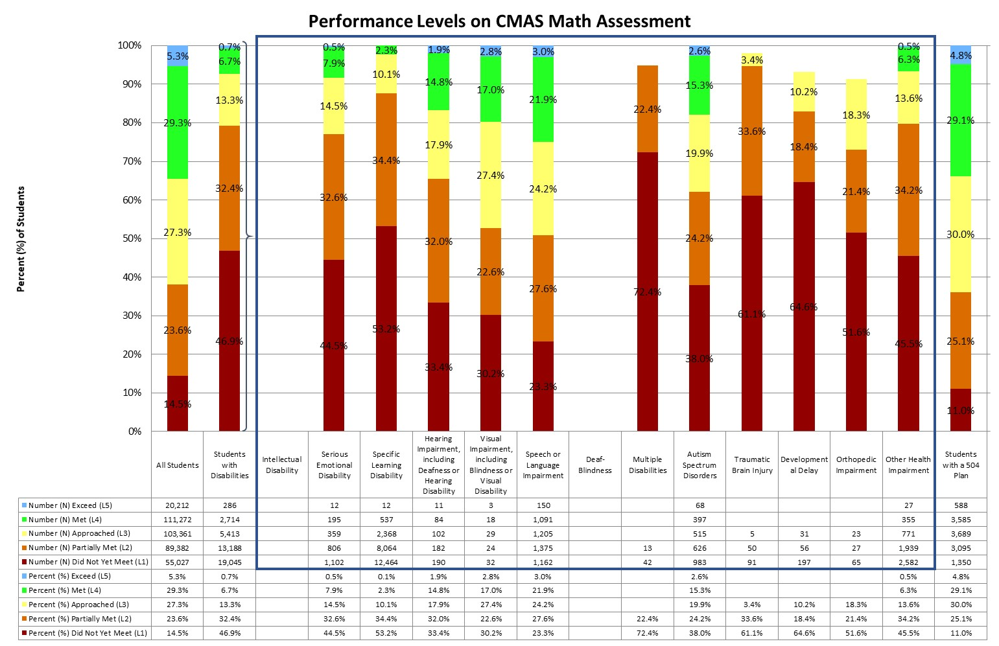 Performance Levels on CMAS Math Assessment
Percent (%) of Students
100%
90%
80%
70%
60%
50%
40%
30%
20%
10%
0%
5.3%
29.3%
27.3%
23.6%
14.5%
0.7%
6.7%
13.3%
32.4%
46.9%
0.5%
7.9%
14.5%
32.6%
44.5%
2.3%
10.1%
34.4%
53.2%
1.9%
14.8%
17.9%
32.0%
33.4%
2.8%
17.0%
27.4%
22.6%
30.2%
3.0%
21.9%
24.2%
27.6%
23.3%
22.4%
72.4%
2.6%
15.3%
19.9%
24.2%
38.0%
3.4%
33.6%
61.1%
10.2%
18.4%
64.6%
18.3%
21.4%
51.6%
0.5%
6.3%
13.6%
34.2%
45.5%
4.8%
29.1%
30.0%
25.1%
11.0%
All Students
Students
with
Disabilities
Intellectual
Disability
Serious
Emotional
Disability
Specific
Learning
Disability
Hearing
Impairment,
including
Deafness or
Hearing
Disability
Visual
Impairment,
including
Blindness or
Visual
Disability
Speech or
Language
Impairment
Deaf-
Blindness
Multiple
Disabilities
Autism
Spectrum
Disorders
Traumatic
Brain Injury
Development
al Delay
Orthopedic
Impairment
Other Health
Impairment
Students
with a 504
Plan
Number (N) Exceed (L5) 20,212 286 12 12 11 3 150 68 27 588
Number (N) Met (L4) 111,272 2,714 195 537 84 18 1,091 397 355 3,585
Number (N) Approached (L3) 103,361 5,413 359 2,368 102 29 1,205 515 5 31 23 771 3,689
Number (N) Partially Met (L2) 89,382 13,188 806 8,064 182 24 1,375 13 626 50 56 27 1,939 3,095
Number (N) Did Not Yet Meet (L1) 55,027 19,045 1,102 12,464 190 32 1,162 42 983 91 197 65 2,582 1,350
Percent (%) Exceed (L5) 5.3% 0.7% 0.5% 0.1% 1.9% 2.8% 3.0% 2.6% 0.5% 4.8%
Percent (%) Met (L4) 29.3% 6.7% 7.9% 2.3% 14.8% 17.0% 21.9% 15.3% 6.3% 29.1%
Percent (%) Approached (L3) 27.3% 13.3% 14.5% 10.1% 17.9% 27.4% 24.2% 19.9% 3.4% 10.2% 18.3% 13.6% 30.0%
Percent (%) Partially Met (L2) 23.6% 32.4% 32.6% 34.4% 32.0% 22.6% 27.6% 22.4% 24.2% 33.6% 18.4% 21.4% 34.2% 25.1%
Percent (%) Did Not Yet Meet (L1) 14.5% 46.9% 44.5% 53.2% 33.4% 30.2% 23.3% 72.4% 38.0% 61.1% 64.6% 51.6% 45.5% 11.0%